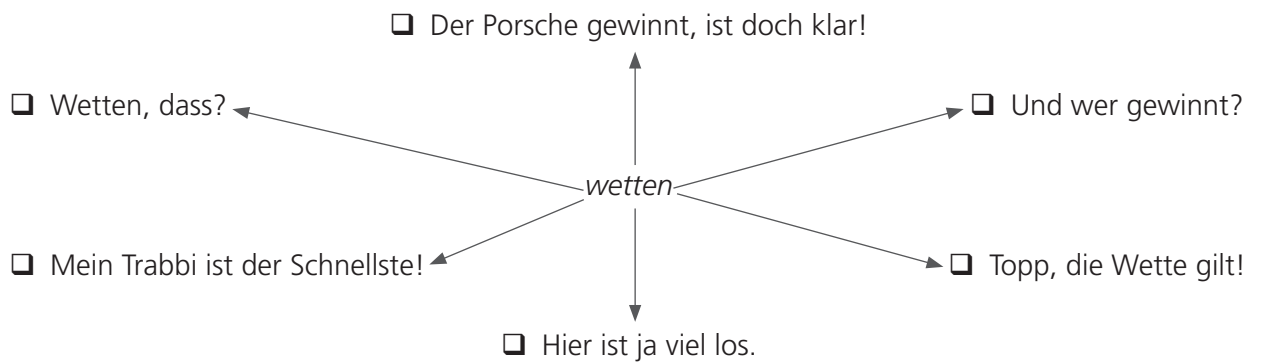 ❑ Der Porsche gewinnt, ist doch klar!
❑ Wetten, dass?
❑ Und wer gewinnt?
wetten
❑ Mein Trabbi ist der Schnellste!
❑ Topp, die Wette gilt!
❑ Hier ist ja viel los.